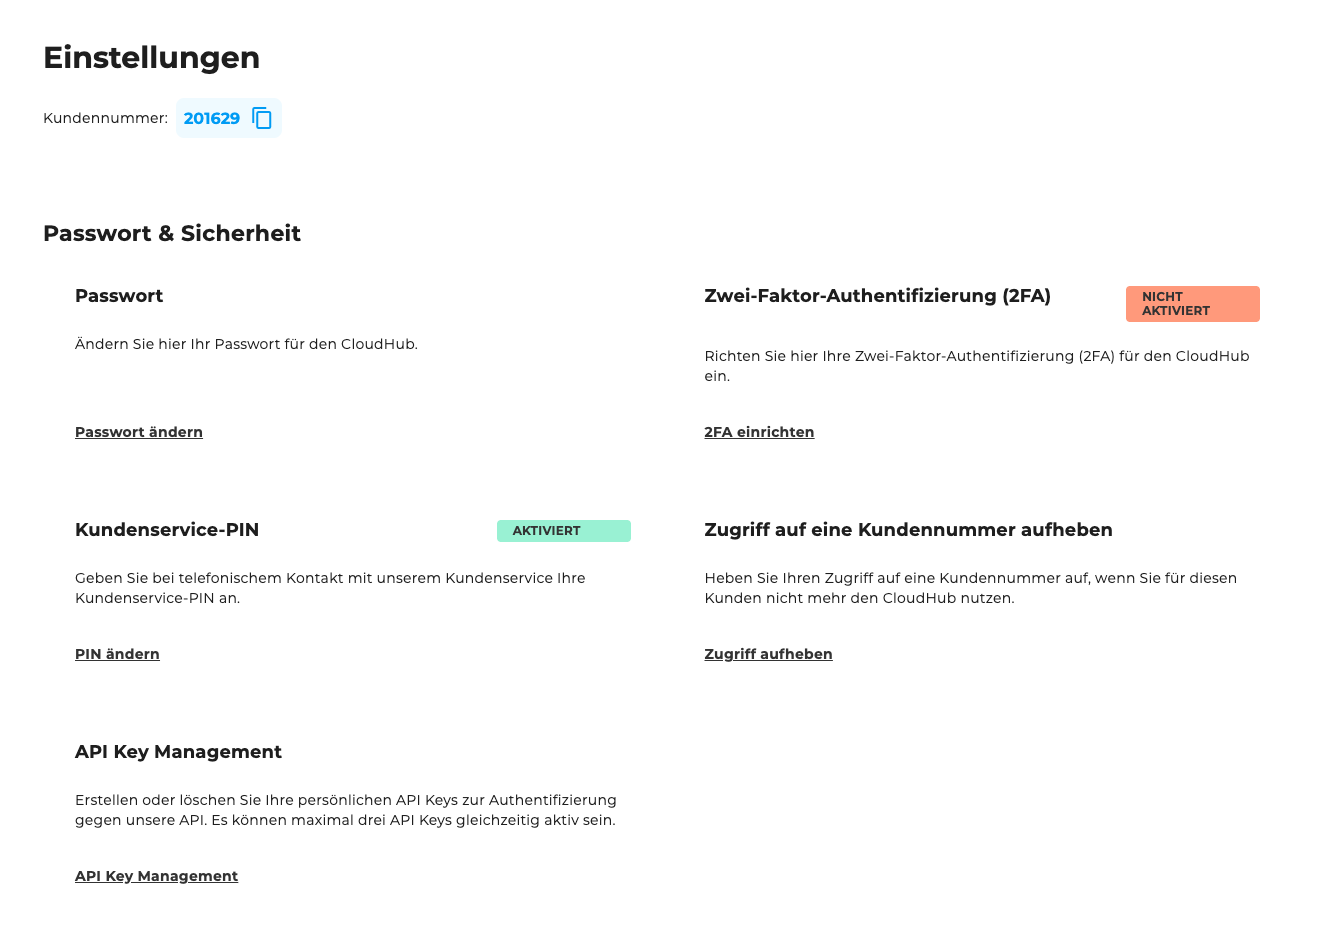 Einstellungen
Kundennummer: 201629
Passwort & Sicherheit
Passwort
Ändern Sie hier Ihr Passwort für den CloudHub.
Passwort ändern
Zwei-Faktor-Authentifizierung (2FA)
NICHT
AKTIVIERT
Richten Sie hier Ihre Zwei-Faktor-Authentifizierung (2FA) für den CloudHub
ein.
2FA einrichten
Kundenservice-PIN
AKTIVIERT
Geben Sie bei telefonischem Kontakt mit unserem Kundenservice Ihre
Kundenservice-PIN an.
PIN ändern
Zugriff auf eine Kundennummer aufheben
Heben Sie Ihren Zugriff auf eine Kundennummer auf, wenn Sie für diesen
Kunden nicht mehr den CloudHub nutzen.
Zugriff aufheben
API Key Management
Erstellen oder löschen Sie Ihre persönlichen API Keys zur Authentifizierung
gegen unsere API. Es können maximal drei API Keys gleichzeitig aktiv sein.
API Key Management